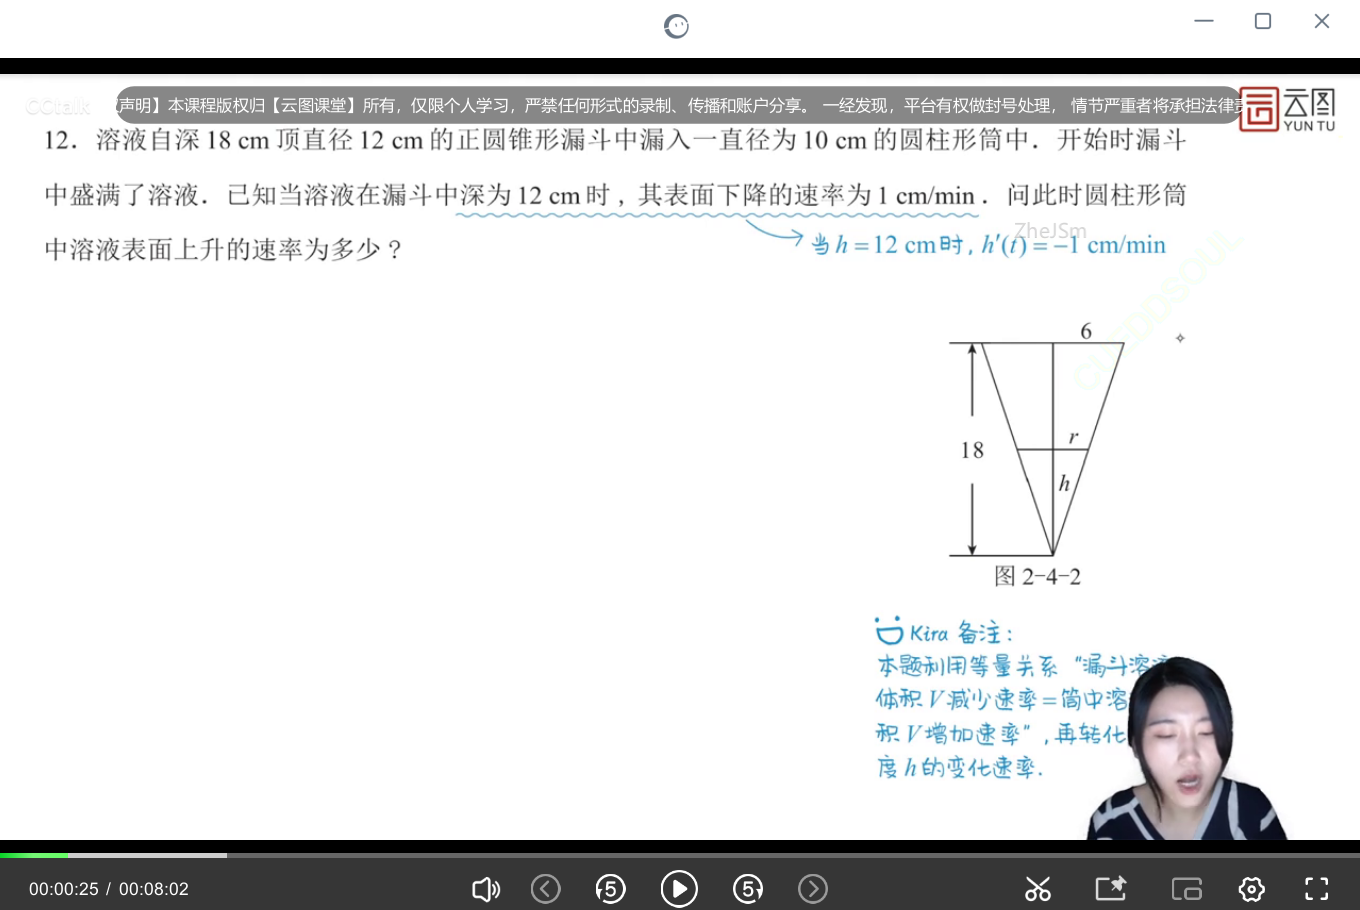 CCtalk
声明】本课程版权归【云图课堂】所有，仅限个人学习，严禁任何形式的录制、传播和账户分享。 一经发现，平台有权做封号处理， 情节严重者将承担法律责
云图
YUN TU
12．溶液自深 18 cm 顶直径 12 cm 的正圆锥形漏斗中漏入一直径为 10 cm 的圆柱形筒中．开始时漏斗
中盛满了溶液．已知当溶液在漏斗中深为 12 cm 时，其表面下降的速率为 1 cm/min．问此时圆柱形筒
ZheJSm
中溶液表面上升的速率为多少？
当 h = 12 cm 时, h′(t) = −1 cm/min
6
18
r
h
图 2-4-2
Kira 备注：
本题利用等量关系 “漏斗溶
体积 V 减少速率 = 筒中溶
积 V 增加速率”, 再转化
度 h 的变化速率.
00:00:25 / 00:08:02
5
5